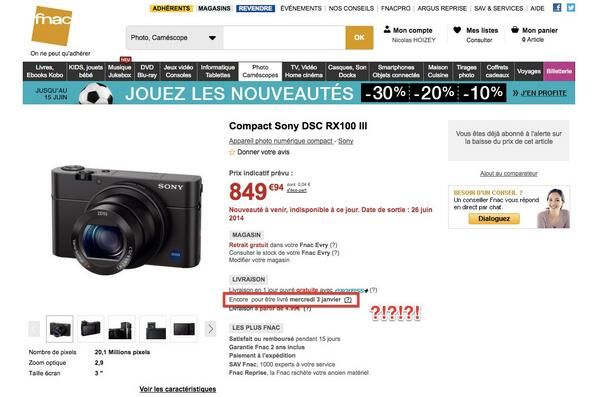 ADHÉRENTS MAGASINS REVENDRE ÉVÉNEMENTS NOS CONSEILS FNACPRO ARGUS REPRISE SAV & SERVICES AIDE
fnac
On ne peut qu'adhérer
Photo, Caméscope
OK
Mon compte
Nicolas HOIZEY
Mes listes
Consulter
Mon panier
0 Article
NEW
Livres, Ebooks Kobo
KIDS, jouets bébé
Musique Jukebox
DVD Blu-ray
Jeux vidéo Consoles
Informatique Tablettes
Photo Caméscopes
TV, Vidéo Home cinéma
Casques, Son Docks
Smartphones Objets connectés
Maison Cuisine
Tirages photo
Coffrets cadeaux
Voyages
Billetterie
JUSQU'AU 15 JUIN
JOUEZ LES NOUVEAUTÉS -30% -20% -10% > J'EN PROFITE
Compact Sony DSC RX100 III
Appareil photo numérique compact - Sony
Donner votre avis
Prix indicatif prévu :
849€94
dont 0,04 €
d'éco-part
Nouveauté à venir, indisponible à ce jour. Date de sortie : 26 juin
2014
MAGASIN
Retrait gratuit dans votre Fnac Evry (?)
Consulter le stock de votre Fnac Evry (?)
Modifier votre magasin
LIVRAISON
Livraison en 1 jour ouvré gratuite avec express+ (?)
Encore pour être livré mercredi 3 janvier (?)
?!?!?!
Livraison à partir de 4.99€ (?)
LES PLUS FNAC
Satisfait ou remboursé pendant 15 jours
Garantie Fnac 2 ans inclus
Paiement à l'expédition
SAV Fnac, 1000 experts à votre service
Fnac Reprise, la Fnac rachète votre ancien matériel
Vous êtes déjà abonné à l'alerte sur
la baisse du prix de cet article
Ajout au comparateur
BESOIN D'UN CONSEIL ?
Un conseiller Fnac vous répond
en direct par chat.
Dialoguez
SONY
Nombre de pixels 20,1 Millions pixels
Zoom optique 2,9
Taille écran 3 "
Voir les caractéristiques